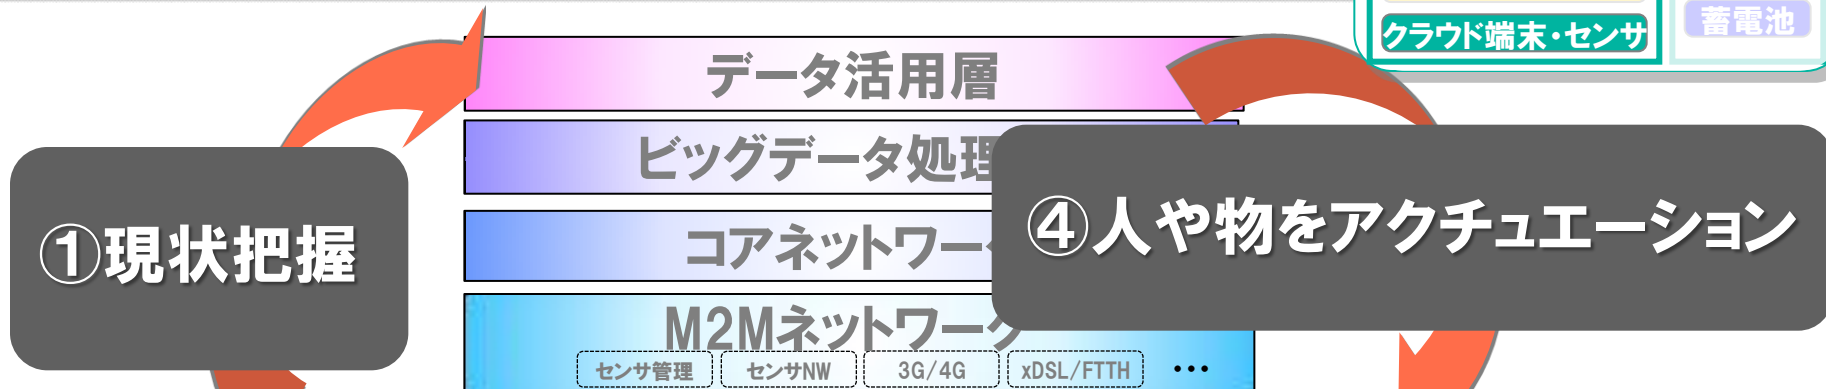 クラウド端末・センサ
蓄電池
データ活用層
ビッグデータ処理
①現状把握
④人や物をアクチュエーション
コアネットワーク
M2Mネットワーク
センサ管理
センサNW
3G/4G
xDSL/FTTH
…